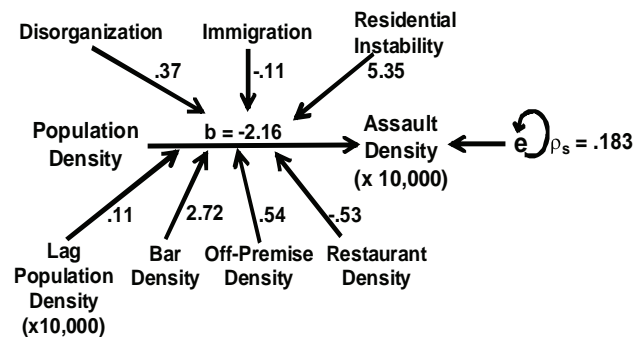 Disorganization
Immigration
Residential
Instability
.37
-.11
5.35
Population
Density
b = -2.16
Assault
Density
(x 10,000)
e
ρs = .183
.11
2.72
.54
-.53
Lag
Population
Density
(x10,000)
Bar
Density
Off-Premise
Density
Restaurant
Density